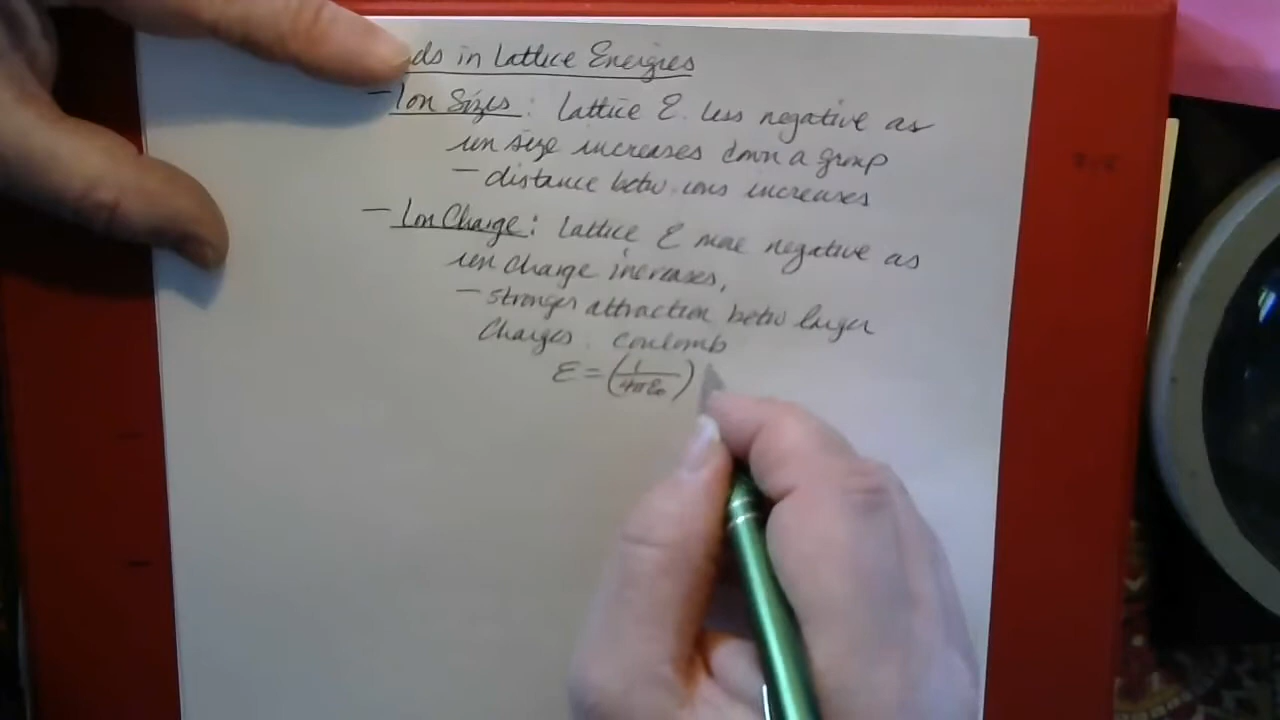 ds in Lattice Energies
- Ion Sizes : Lattice E. less negative as
ion size increases down a group
- distance betw ions increases
- Ion Charge : Lattice E more negative as
ion charge increases,
- stronger attraction betw larger
Charges : Coulomb
E = (1/4πε₀)